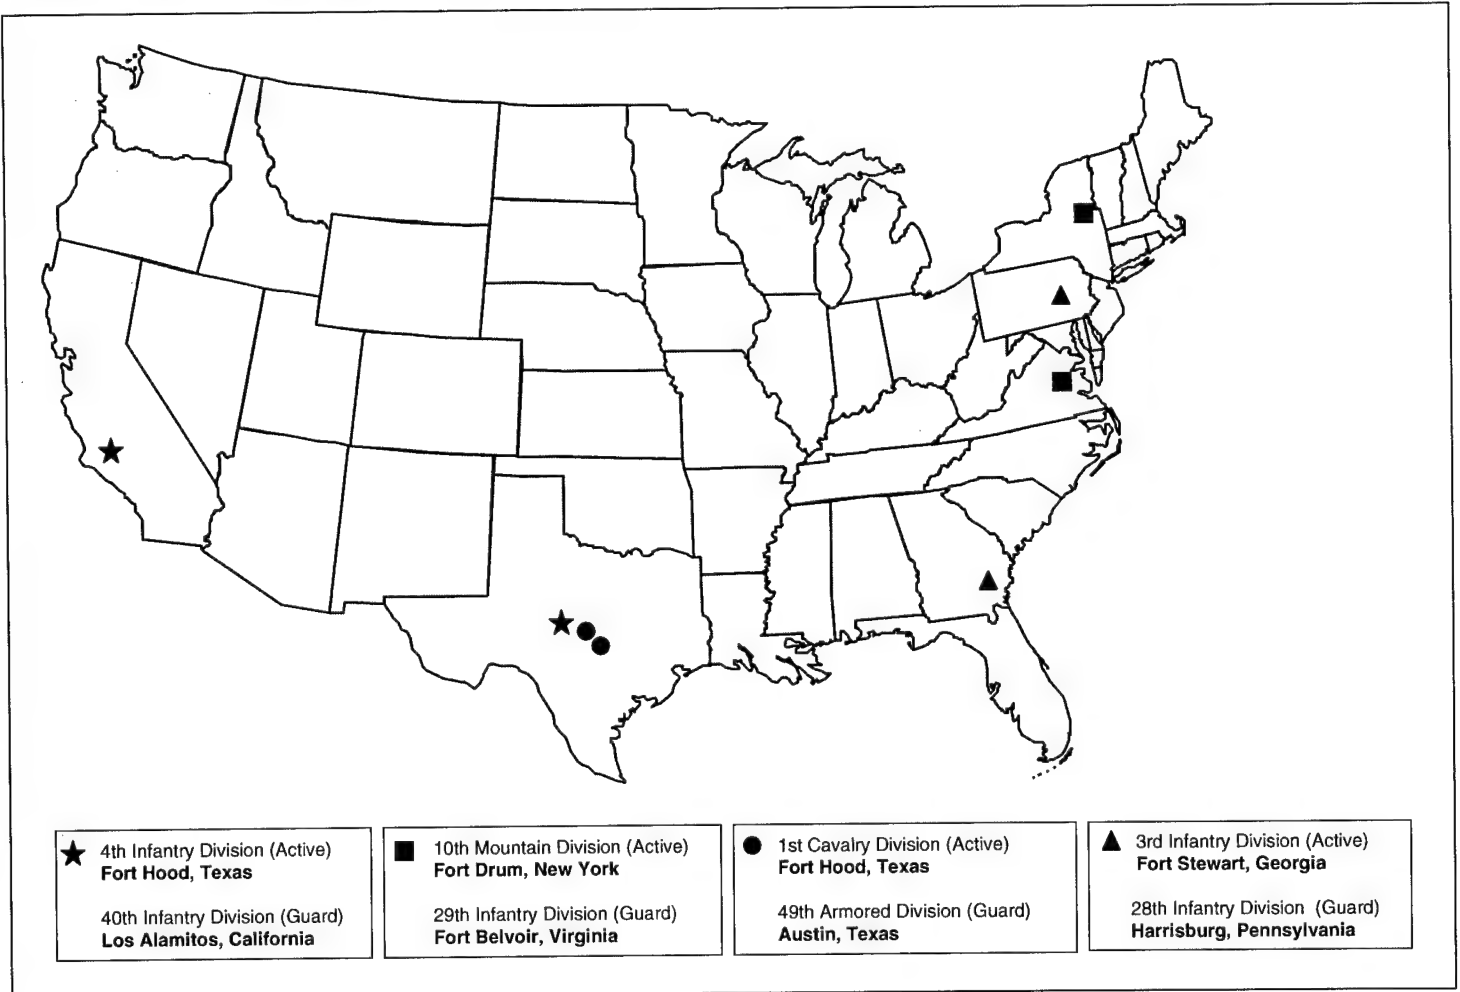 4th Infantry Division (Active)
Fort Hood, Texas
40th Infantry Division (Guard)
Los Alamitos, California
10th Mountain Division (Active)
Fort Drum, New York
29th Infantry Division (Guard)
Fort Belvoir, Virginia
1st Cavalry Division (Active)
Fort Hood, Texas
49th Armored Division (Guard)
Austin, Texas
3rd Infantry Division (Active)
Fort Stewart, Georgia
28th Infantry Division (Guard)
Harrisburg, Pennsylvania